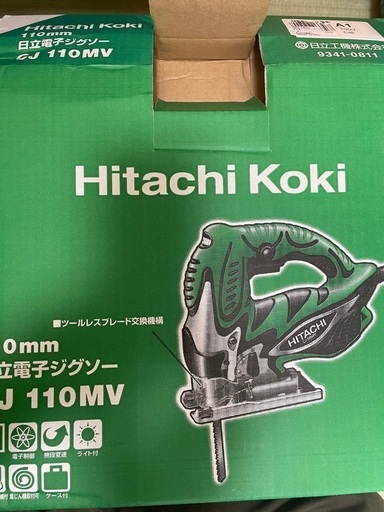 Hitachi Koki
110mm
日立電子ジグソー
CJ 110MV
A1
日立工機株式会社
9341-0811
Hitachi Koki
■ツールレスブレード交換機構
HITACHI
0mm
立電子ジグソー
J 110MV
電子制御
無段変速
ライト付
ケース付